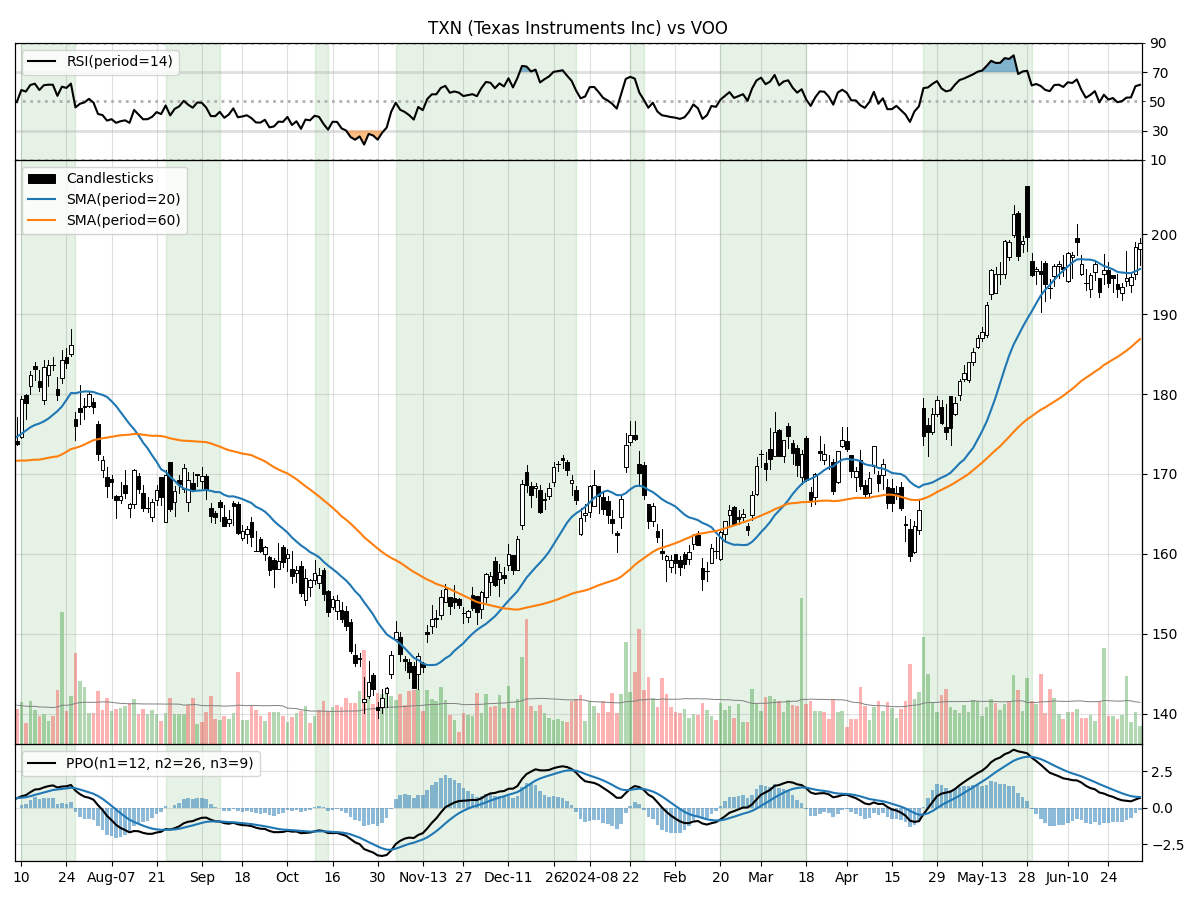 TXN (Texas Instruments Inc) vs VOO
RSI(period=14)
90
70
50
30
10
Candlesticks
SMA(period=20)
SMA(period=60)
200
190
180
170
160
150
140
PPO(n1=12, n2=26, n3=9)
2.5
0.0
−2.5
10 24 Aug-07 21 Sep 18 Oct 16 30 Nov-13 27 Dec-11 26 2024-08 22 Feb 20 Mar 18 Apr 15 29 May-13 28 Jun-10 24